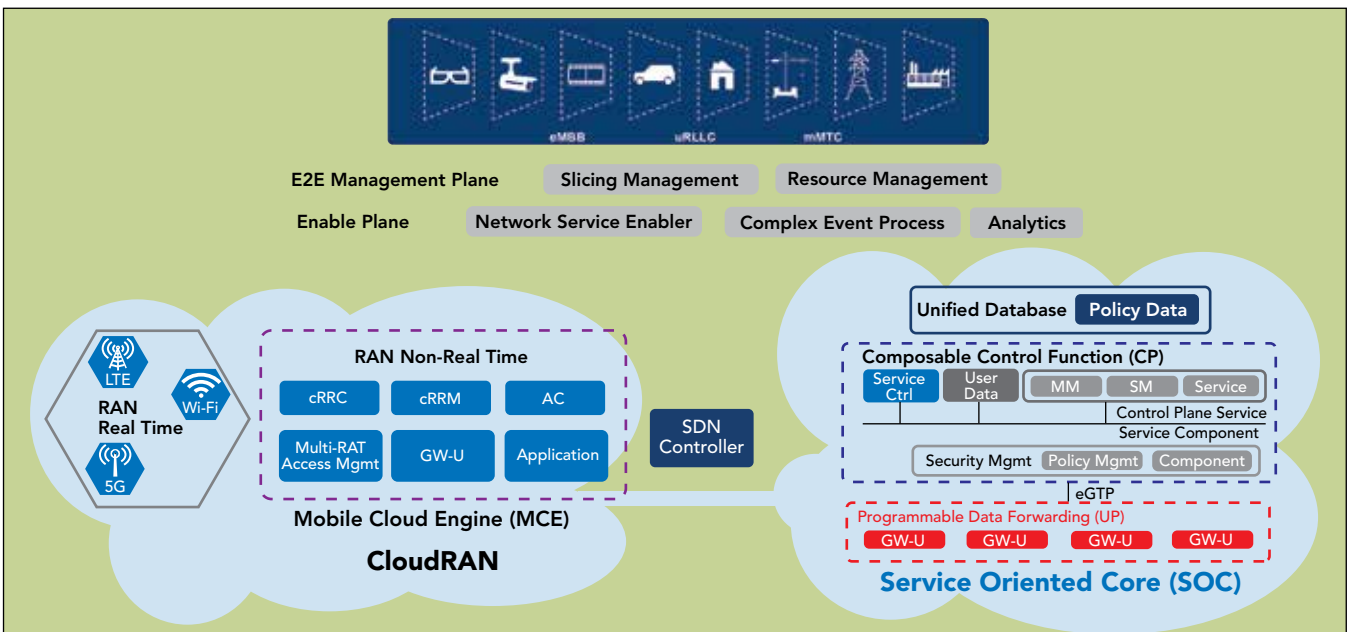 eMBB uRLLC mMTC
E2E Management Plane Slicing Management Resource Management
Enable Plane Network Service Enabler Complex Event Process Analytics
LTE
Wi-Fi
RAN
Real Time
5G
RAN Non-Real Time
cRRC cRRM AC
Multi-RAT
Access Mgmt
GW-U
Application
Mobile Cloud Engine (MCE)
CloudRAN
SDN
Controller
Unified Database Policy Data
Composable Control Function (CP)
Service
Ctrl
User
Data
MM SM Service
Control Plane Service
Service Component
Security Mgmt Policy Mgmt Component
eGTP
Programmable Data Forwarding (UP)
GW-U GW-U GW-U GW-U
Service Oriented Core (SOC)